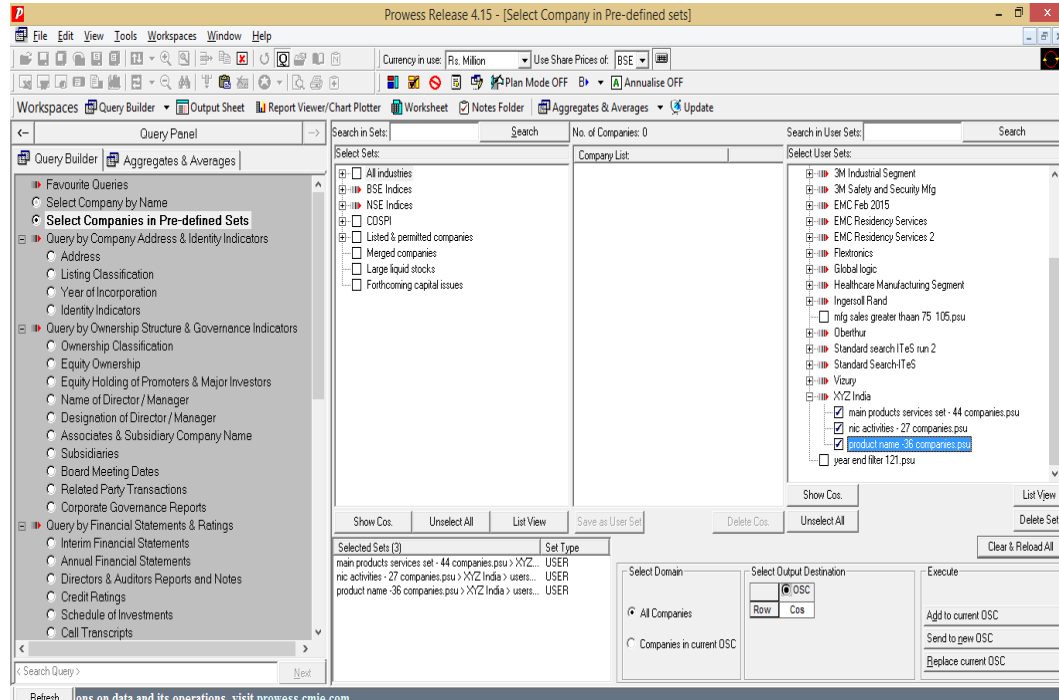 Prowess Release 4.15 - [Select Company in Pre-defined sets]
File Edit View Tools Workspaces Window Help
Currency in use: Rs. Million Use Share Prices of: BSE
Plan Mode OFF A Annualise OFF
Workspaces Query Builder Output Sheet Report Viewer/Chart Plotter Worksheet Notes Folder Aggregates & Averages Update
Query Panel
Query Builder Aggregates & Averages
Favourite Queries
Select Company by Name
Select Companies in Pre-defined Sets
Query by Company Address & Identity Indicators
Address
Listing Classification
Year of Incorporation
Identity Indicators
Query by Ownership Structure & Governance Indicators
Ownership Classification
Equity Ownership
Equity Holding of Promoters & Major Investors
Name of Director / Manager
Designation of Director / Manager
Associates & Subsidiary Company Name
Subsidiaries
Board Meeting Dates
Related Party Transactions
Corporate Governance Reports
Query by Financial Statements & Ratings
Interim Financial Statements
Annual Financial Statements
Directors & Auditors Reports and Notes
Credit Ratings
Schedule of Investments
Call Transcripts
< Search Query > Next
Search in Sets: Search
Select Sets:
All industries
BSE Indices
NSE Indices
COSPI
Listed & permitted companies
Merged companies
Large liquid stocks
Forthcoming capital issues
Show Cos. Unselect All List View
No. of Companies: 0
Company List:
Save as User Set Delete Cos.
Search in User Sets: Search
Select User Sets:
3M Industrial Segment
3M Safety and Security Mfg
EMC Feb 2015
EMC Residency Services
EMC Residency Services 2
Flextronics
Global logic
Healthcare Manufacturing Segment
Ingersoll Rand
mfg sales greater thaan 75 105.psu
Oberthur
Standard search ITeS run 2
Standard Search-ITeS
Vizury
XYZ India
main products services set - 44 companies.psu
nic activities - 27 companies.psu
product name -36 companies.psu
year end filter 121.psu
Show Cos. List View
Unselect All Delete Set
Clear & Reload All
Selected Sets (3) Set Type
main products services set - 44 companies.psu > XYZ... USER
nic activities - 27 companies.psu > XYZ India > users... USER
product name -36 companies.psu > XYZ India > users... USER
Select Domain
All Companies
Companies in current OSC
Select Output Destination
OSC
Row Cos
Execute
Add to current OSC
Send to new OSC
Replace current OSC
Refresh ons on data and its operations, visit prowess.cmie.com